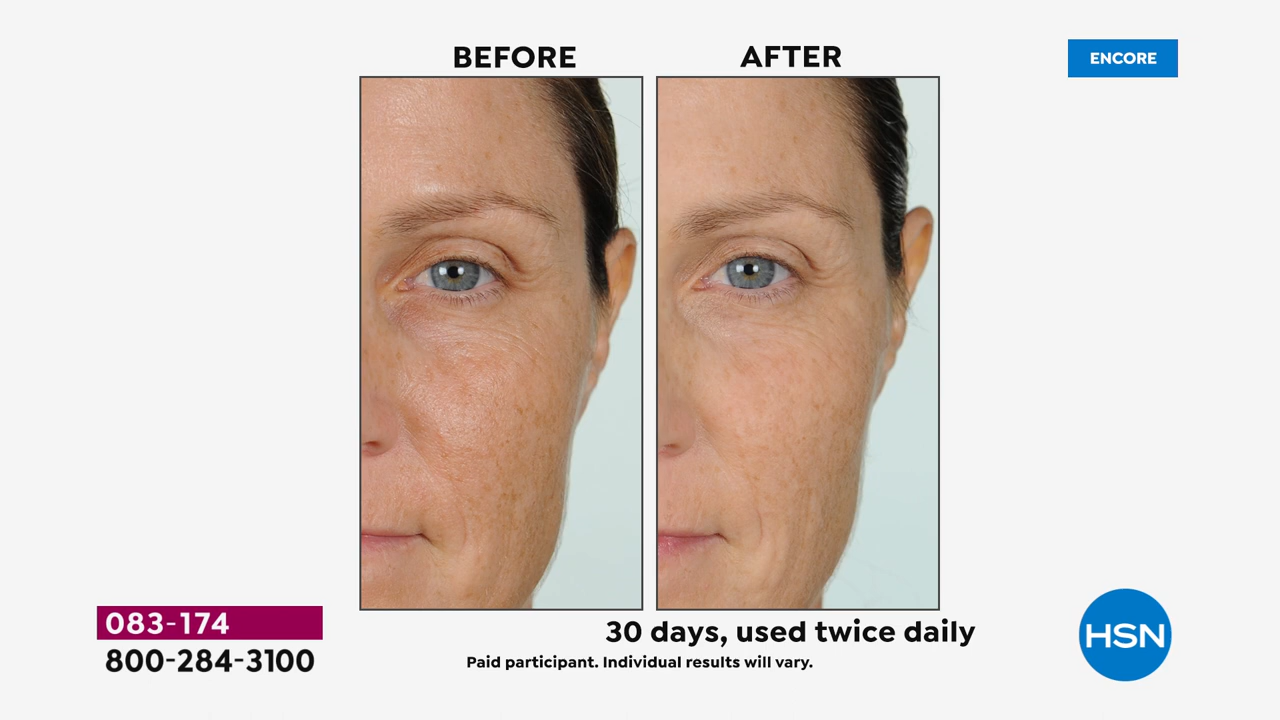 BEFORE
AFTER
ENCORE
083-174
800-284-3100
30 days, used twice daily
Paid participant. Individual results will vary.
HSN